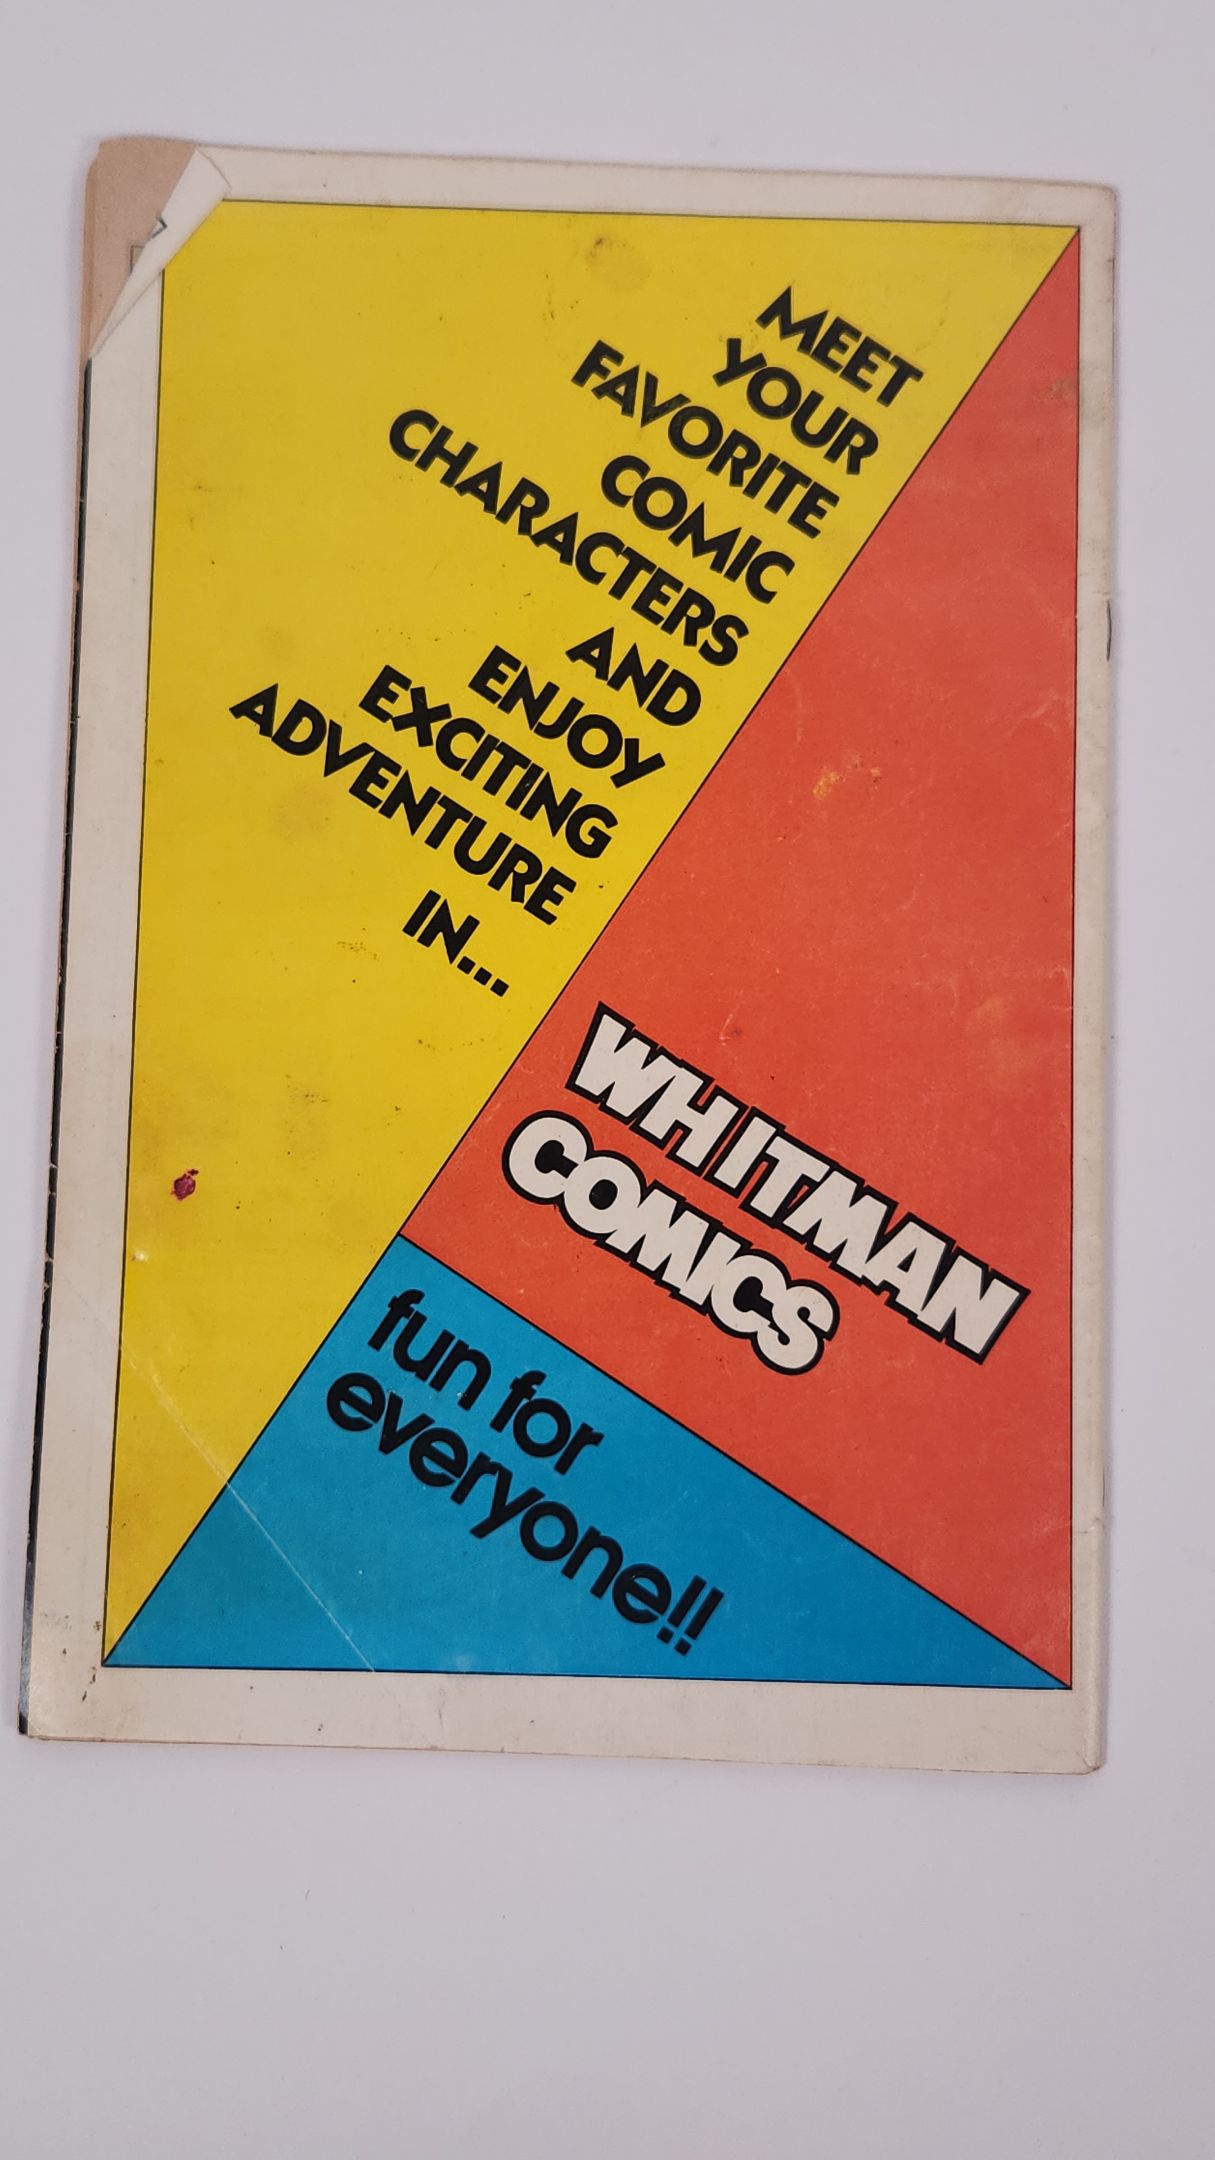 MEET
YOUR
FAVORITE
COMIC
CHARACTERS
AND
ENJOY
EXCITING
ADVENTURE
IN...
WHITMAN
COMICS
fun for
everyone!!